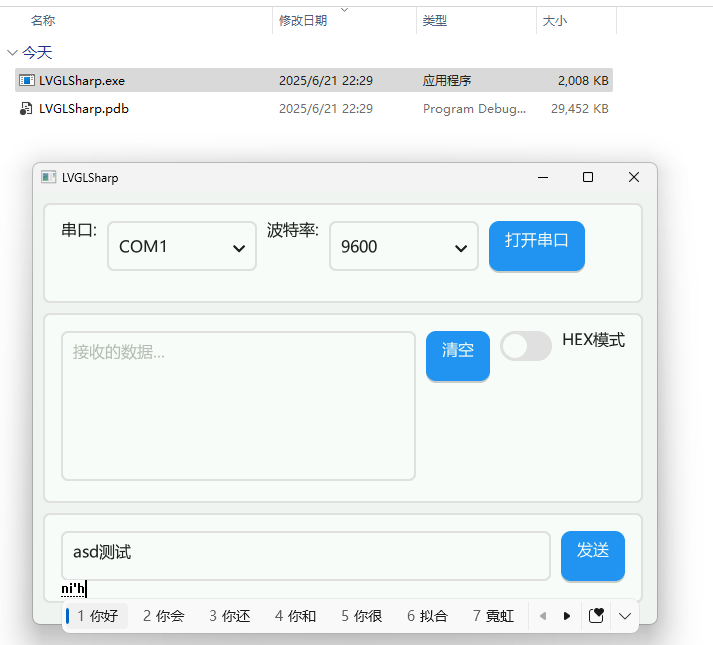 名称 修改日期 类型 大小
今天
LVGLSharp.exe 2025/6/21 22:29 应用程序 2,008 KB
LVGLSharp.pdb 2025/6/21 22:29 Program Debug... 29,452 KB
LVGLSharp
串口: COM1 波特率: 9600 打开串口
接收的数据... 清空 HEX模式
asd测试 发送
ni'h
1 你好 2 你会 3 你还 4 你和 5 你很 6 拟合 7 霓虹